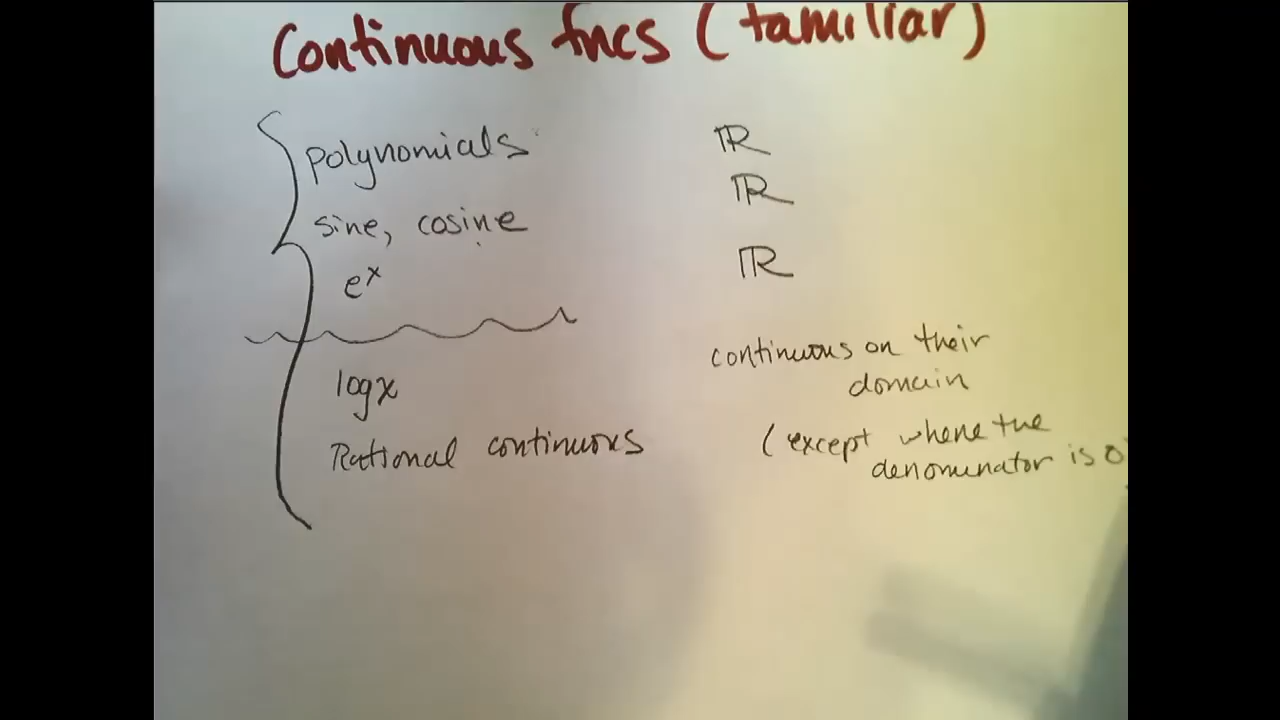 Continuous fncs (familiar)
polynomials ℝ
sine, cosine ℝ
eˣ ℝ
log x continuous on their
domain
Rational continuous (except where the
denominator is 0